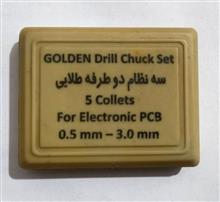 GOLDEN Drill Chuck Set
سه نظام دو طرفه طلایی
5 Collets
For Electronic PCB
0.5 mm – 3.0 mm